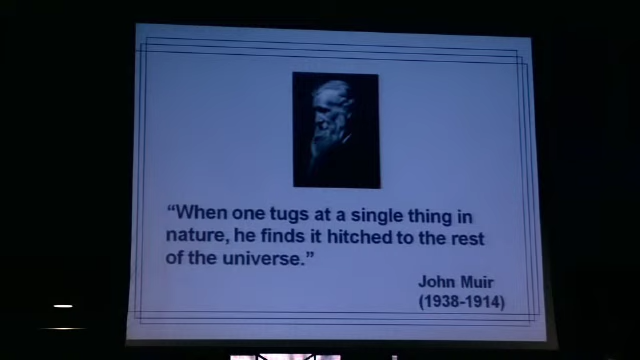 “When one tugs at a single thing in
nature, he finds it hitched to the rest
of the universe.”
John Muir
(1938-1914)